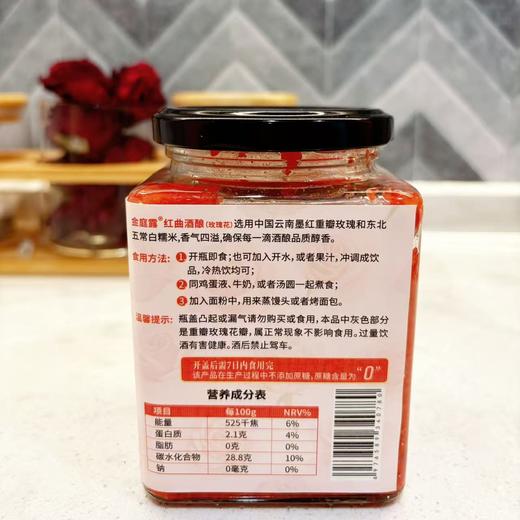 金庭露®红曲酒酿(玫瑰花)选用中国云南墨红重瓣玫瑰和东北
五常白糯米,香气四溢,确保每一滴酒酿品质醇香。
食用方法: ①开瓶即食;也可加入开水,或者果汁,冲调成饮
品,冷热饮均可;
②同鸡蛋液、牛奶,或者汤圆一起煮食;
③加入面粉中,用来蒸馒头或者烤面包。
温馨提示: 瓶盖凸起或漏气请勿购买或食用,本品中灰色部分
是重瓣玫瑰花瓣,属正常现象不影响食用。过量饮
酒有害健康。酒后禁止驾车。
开盖后需7日内食用完
该产品在生产过程中不添加蔗糖,蔗糖含量为“0”
营养成分表
项目 每100g NRV%
能量 525千焦 6%
蛋白质 2.1克 4%
脂肪 0克 0%
碳水化合物 28.8克 10%
钠 0毫克 0%